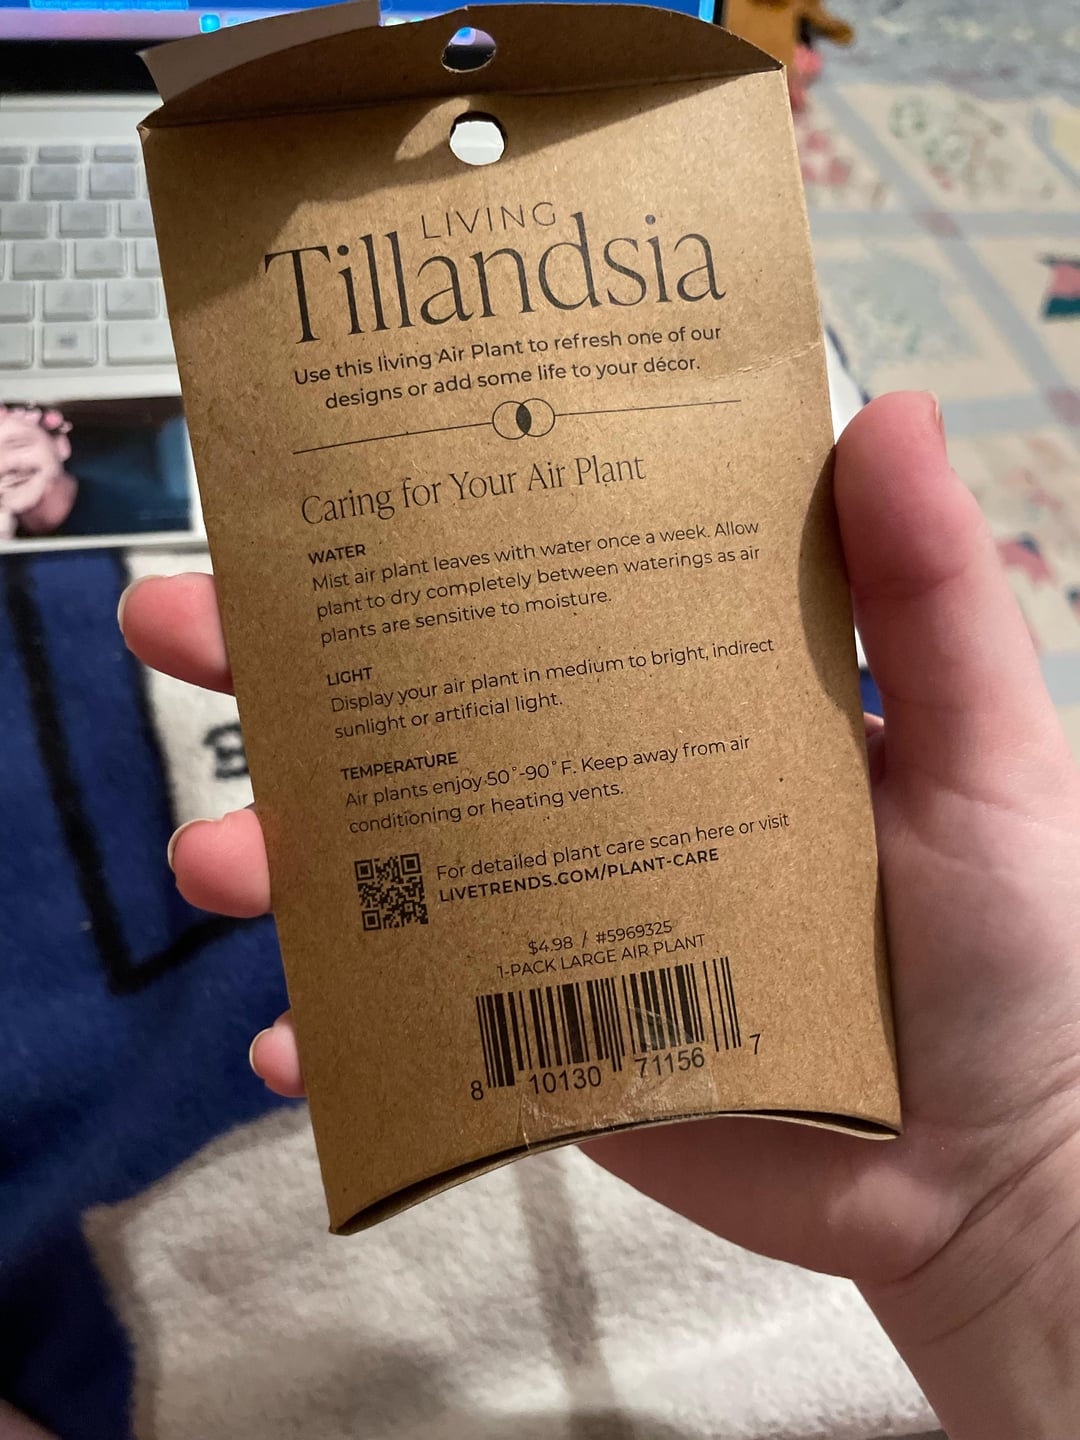 LIVING
Tillandsia
Use this living Air Plant to refresh one of our
designs or add some life to your décor.
Caring for Your Air Plant
WATER
Mist air plant leaves with water once a week. Allow
plant to dry completely between waterings as air
plants are sensitive to moisture.
LIGHT
Display your air plant in medium to bright, indirect
sunlight or artificial light.
TEMPERATURE
Air plants enjoy 50°-90°F. Keep away from air
conditioning or heating vents.
For detailed plant care scan here or visit
LIVETRENDS.COM/PLANT-CARE
$4.98 / #5969325
1-PACK LARGE AIR PLANT
8 10130 71156 7